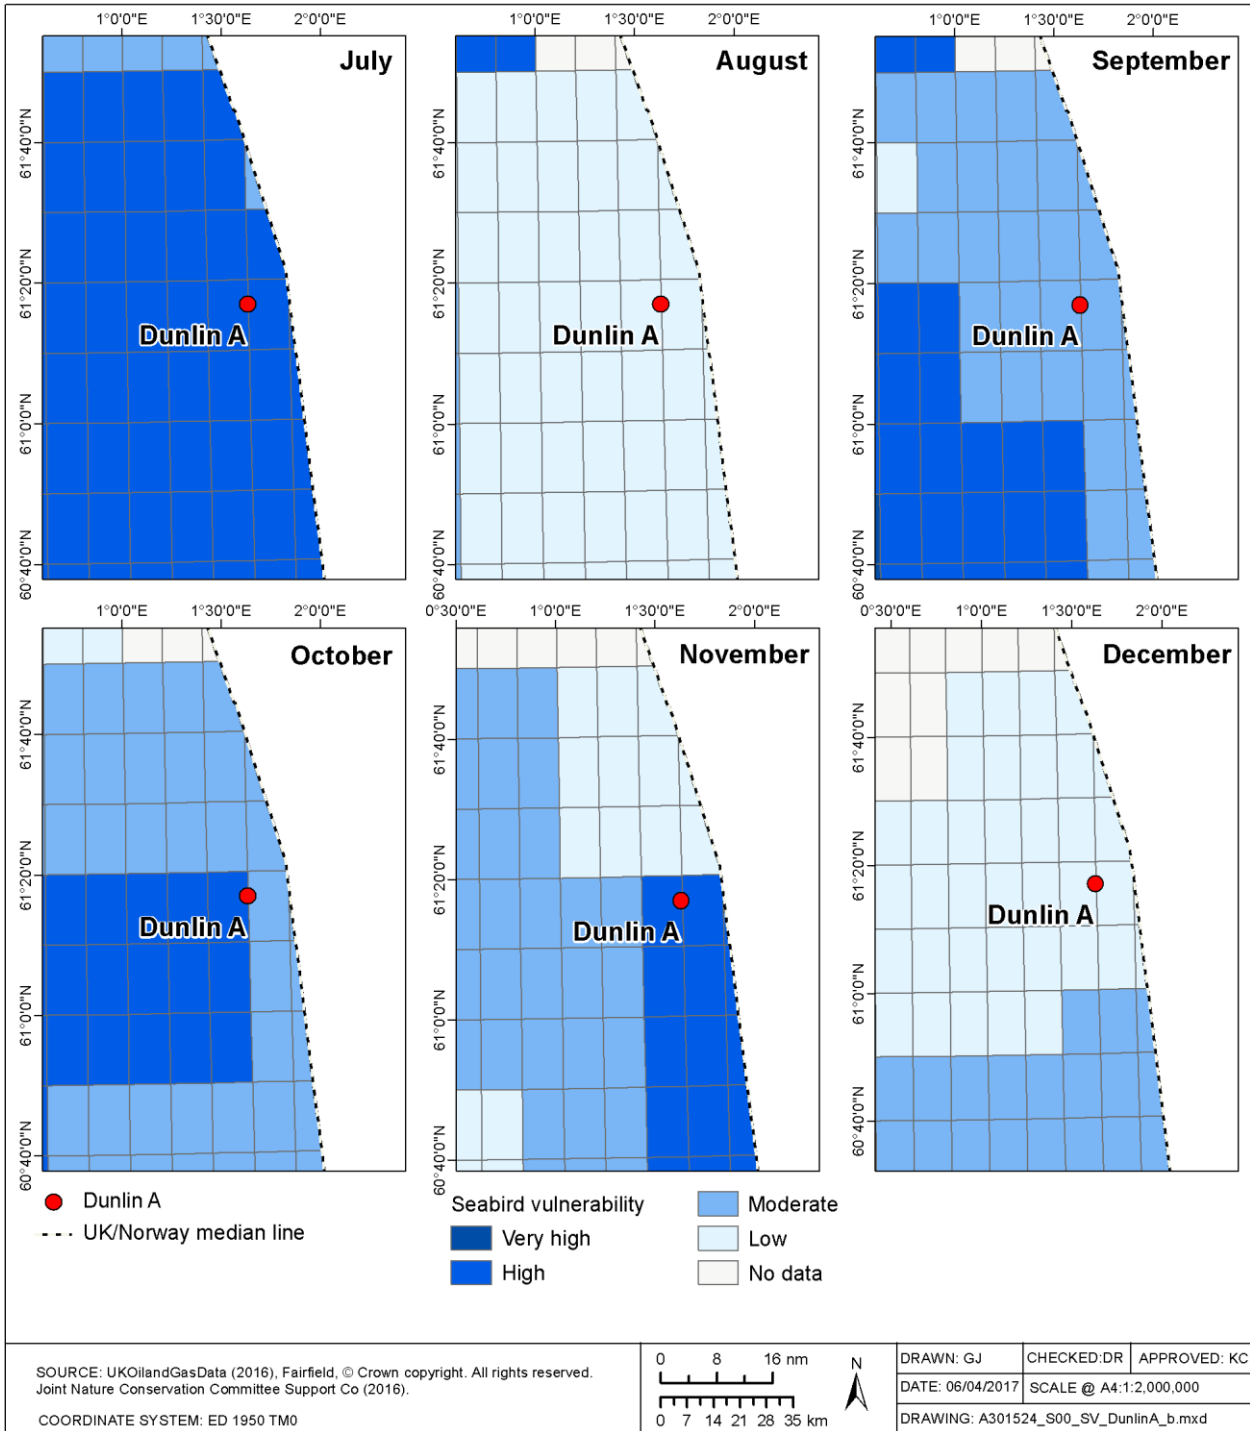 1°0'0"E 1°30'0"E 2°0'0"E
1°0'0"E 1°30'0"E 2°0'0"E
1°0'0"E 1°30'0"E 2°0'0"E
July
61°40'0"N
61°20'0"N
61°0'0"N
60°40'0"N
Dunlin A
August
61°40'0"N
61°20'0"N
61°0'0"N
60°40'0"N
Dunlin A
September
61°40'0"N
61°20'0"N
61°0'0"N
60°40'0"N
Dunlin A
1°0'0"E 1°30'0"E 2°0'0"E
0°30'0"E 1°0'0"E 1°30'0"E 2°0'0"E
0°30'0"E 1°0'0"E 1°30'0"E 2°0'0"E
October
61°40'0"N
61°20'0"N
61°0'0"N
60°40'0"N
Dunlin A
November
61°40'0"N
61°20'0"N
61°0'0"N
60°40'0"N
Dunlin A
December
61°40'0"N
61°20'0"N
61°0'0"N
60°40'0"N
Dunlin A
Dunlin A
UK/Norway median line
Seabird vulnerability
Very high
High
Moderate
Low
No data
SOURCE: UKOilandGasData (2016), Fairfield, © Crown copyright. All rights reserved.
Joint Nature Conservation Committee Support Co (2016).
COORDINATE SYSTEM: ED 1950 TM0
0 8 16 nm
0 7 14 21 28 35 km
N
DRAWN: GJ CHECKED:DR APPROVED: KC
DATE: 06/04/2017 SCALE @ A4:1:2,000,000
DRAWING: A301524_S00_SV_DunlinA_b.mxd